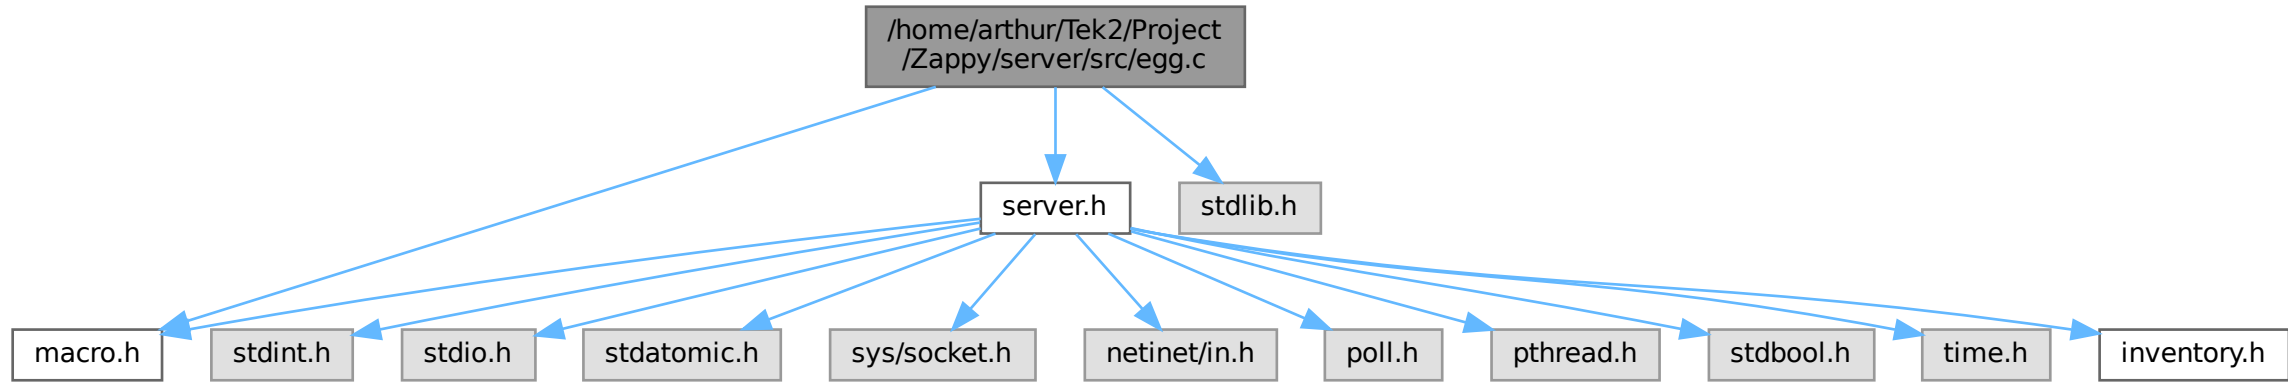 /home/arthur/Tek2/Project
/Zappy/server/src/egg.c
server.h
stdlib.h
macro.h
stdint.h
stdio.h
stdatomic.h
sys/socket.h
netinet/in.h
poll.h
pthread.h
stdbool.h
time.h
inventory.h